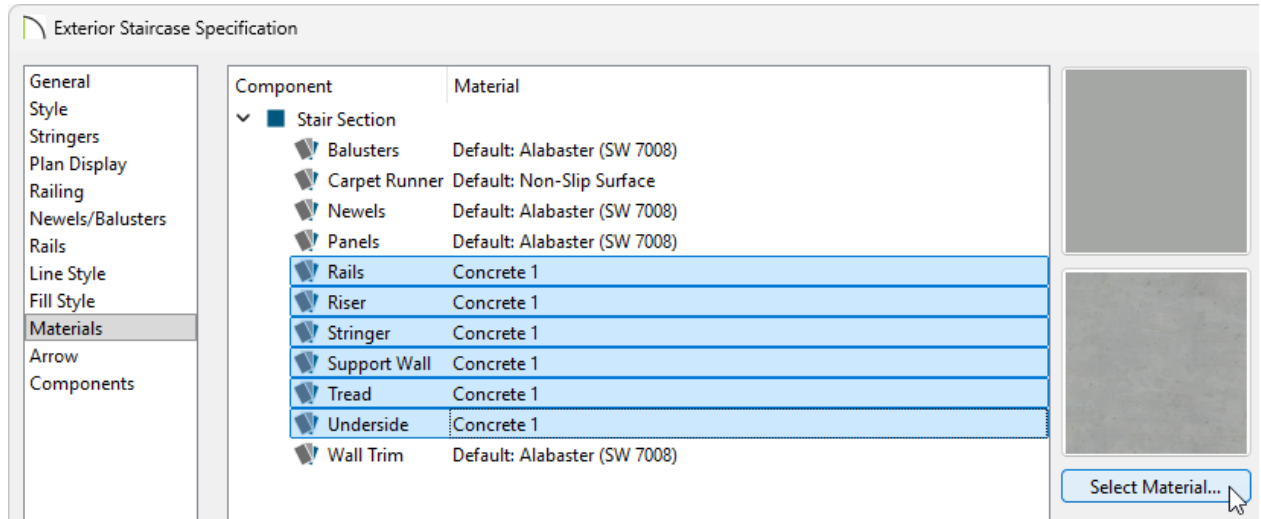 Exterior Staircase Specification
General
Style
Stringers
Plan Display
Railing
Newels/Balusters
Rails
Line Style
Fill Style
Materials
Arrow
Components
Component Material
Stair Section
Balusters Default: Alabaster (SW 7008)
Carpet Runner Default: Non-Slip Surface
Newels Default: Alabaster (SW 7008)
Panels Default: Alabaster (SW 7008)
Rails Concrete 1
Riser Concrete 1
Stringer Concrete 1
Support Wall Concrete 1
Tread Concrete 1
Underside Concrete 1
Wall Trim Default: Alabaster (SW 7008)
Select Material...